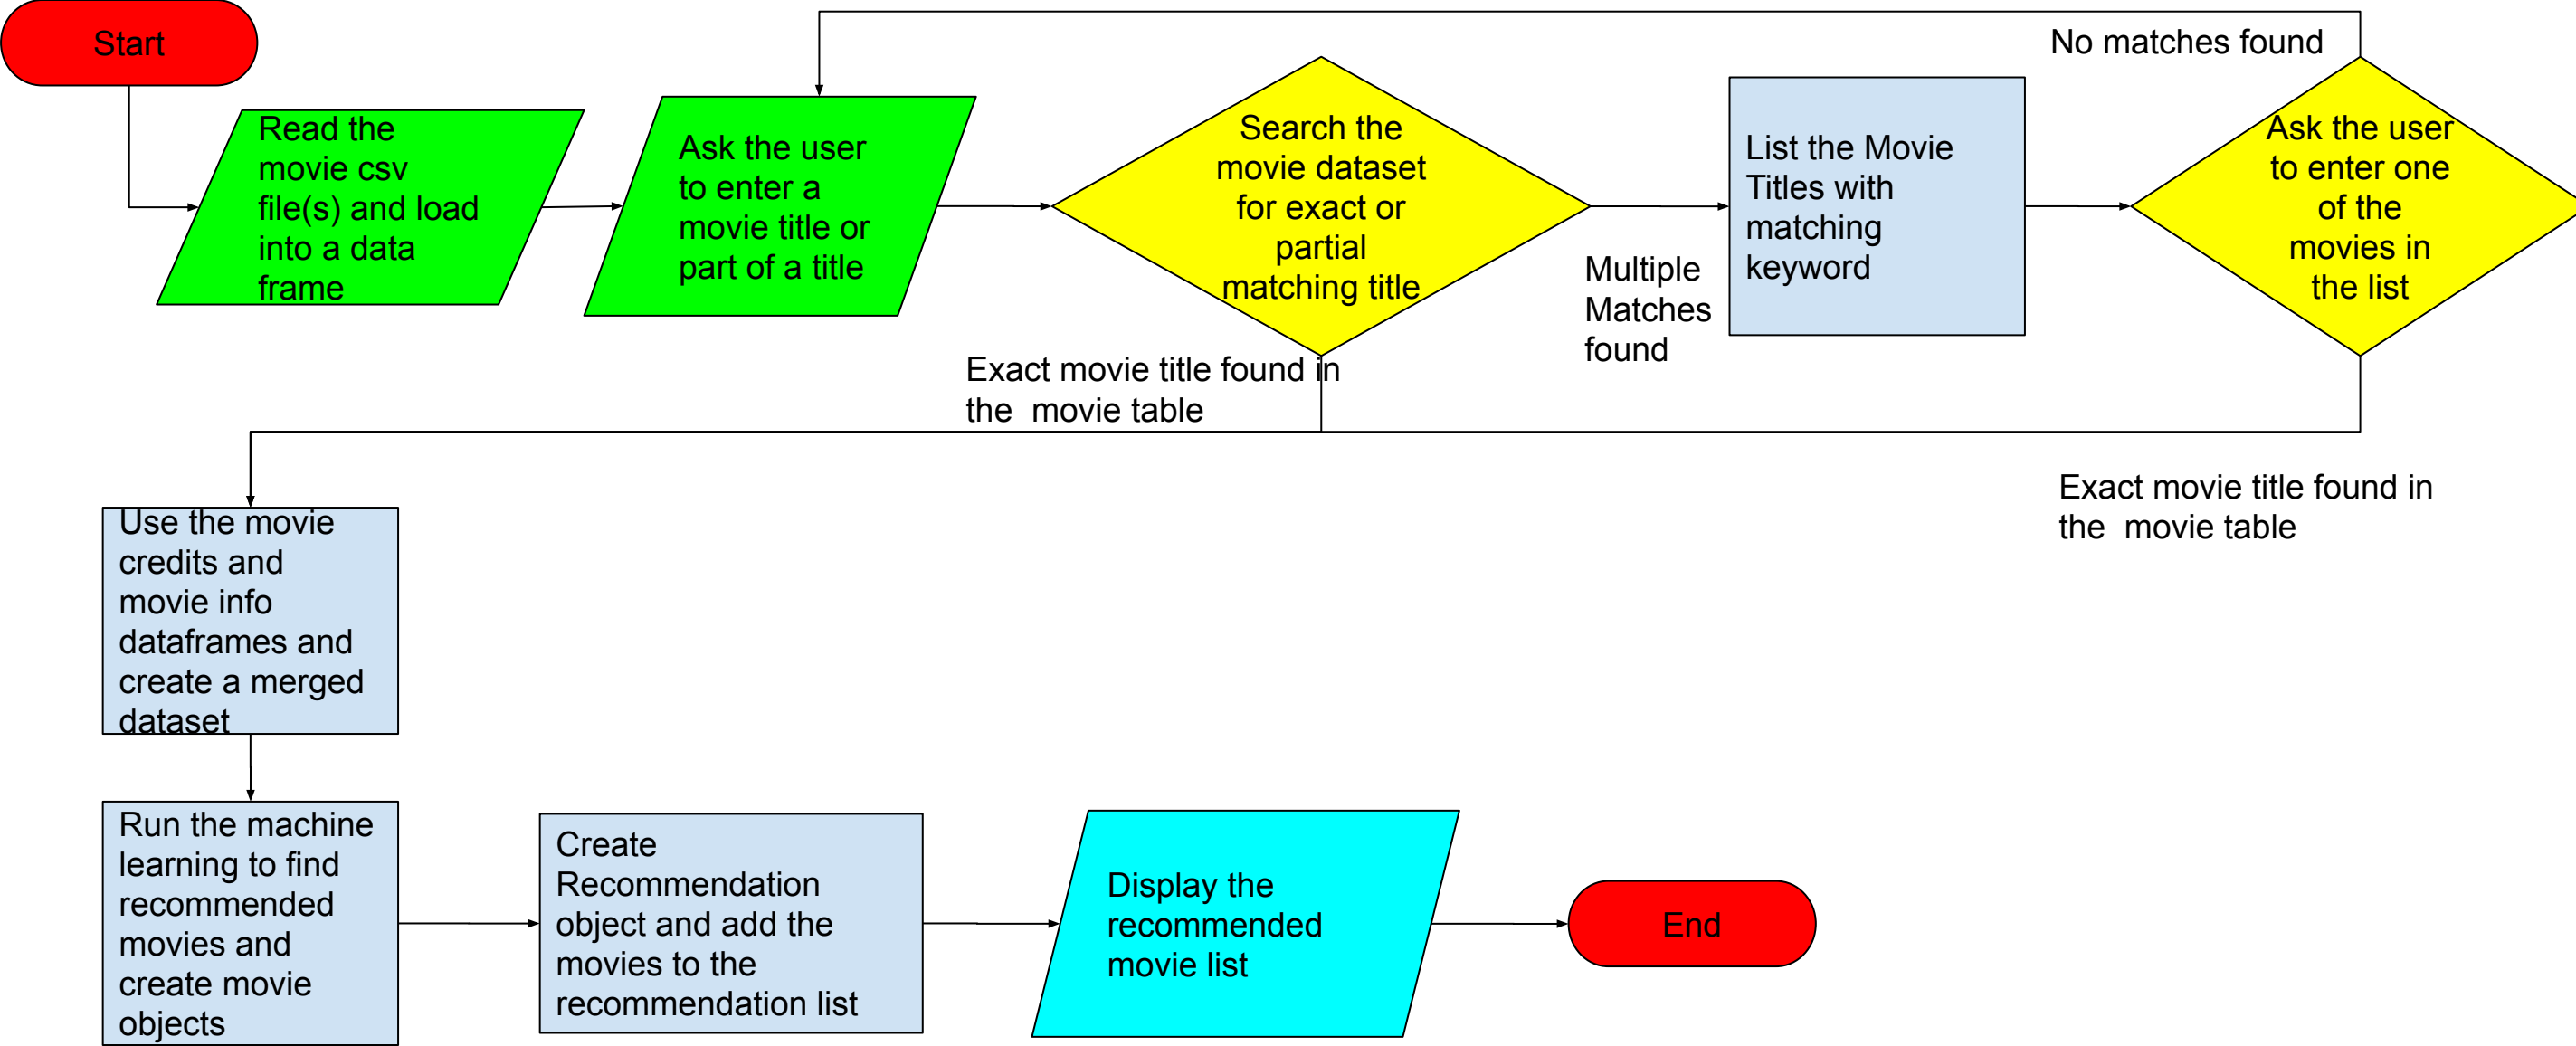 Start
Read the
movie csv
file(s) and load
into a data
frame
Ask the user
to enter a
movie title or
part of a title
Search the
movie dataset
for exact or
partial
matching title
Multiple
Matches
found
List the Movie
Titles with
matching
keyword
No matches found
Ask the user
to enter one
of the
movies in
the list
Exact movie title found in
the  movie table
Exact movie title found in
the  movie table
Use the movie
credits and
movie info
dataframes and
create a merged
dataset
Run the machine
learning to find
recommended
movies and
create movie
objects
Create
Recommendation
object and add the
movies to the
recommendation list
Display the
recommended
movie list
End